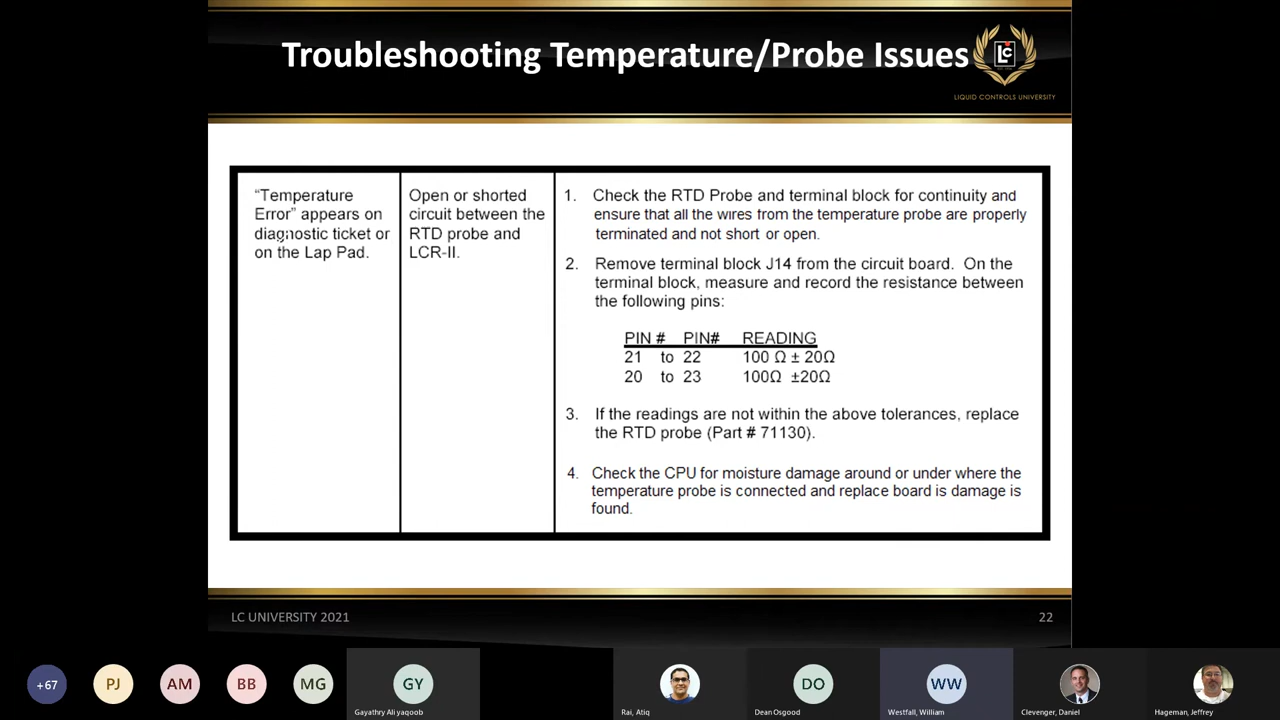 Troubleshooting Temperature/Probe Issues
LC
LIQUID CONTROLS UNIVERSITY
“Temperature
Error” appears on
diagnostic ticket or
on the Lap Pad.
Open or shorted
circuit between the
RTD probe and
LCR-II.
1. Check the RTD Probe and terminal block for continuity and
ensure that all the wires from the temperature probe are properly
terminated and not short or open.
2. Remove terminal block J14 from the circuit board. On the
terminal block, measure and record the resistance between
the following pins:
PIN # PIN# READING
21 to 22 100 Ω ± 20Ω
20 to 23 100Ω ±20Ω
3. If the readings are not within the above tolerances, replace
the RTD probe (Part # 71130).
4. Check the CPU for moisture damage around or under where the
temperature probe is connected and replace board is damage is
found.
LC UNIVERSITY 2021
22
+67
PJ
AM
BB
MG
GY
DO
WW
Gayathry Ali yaqoob
Rai, Atiq
Dean Osgood
Westfall, William
Clevenger, Daniel
Hageman, Jeffrey